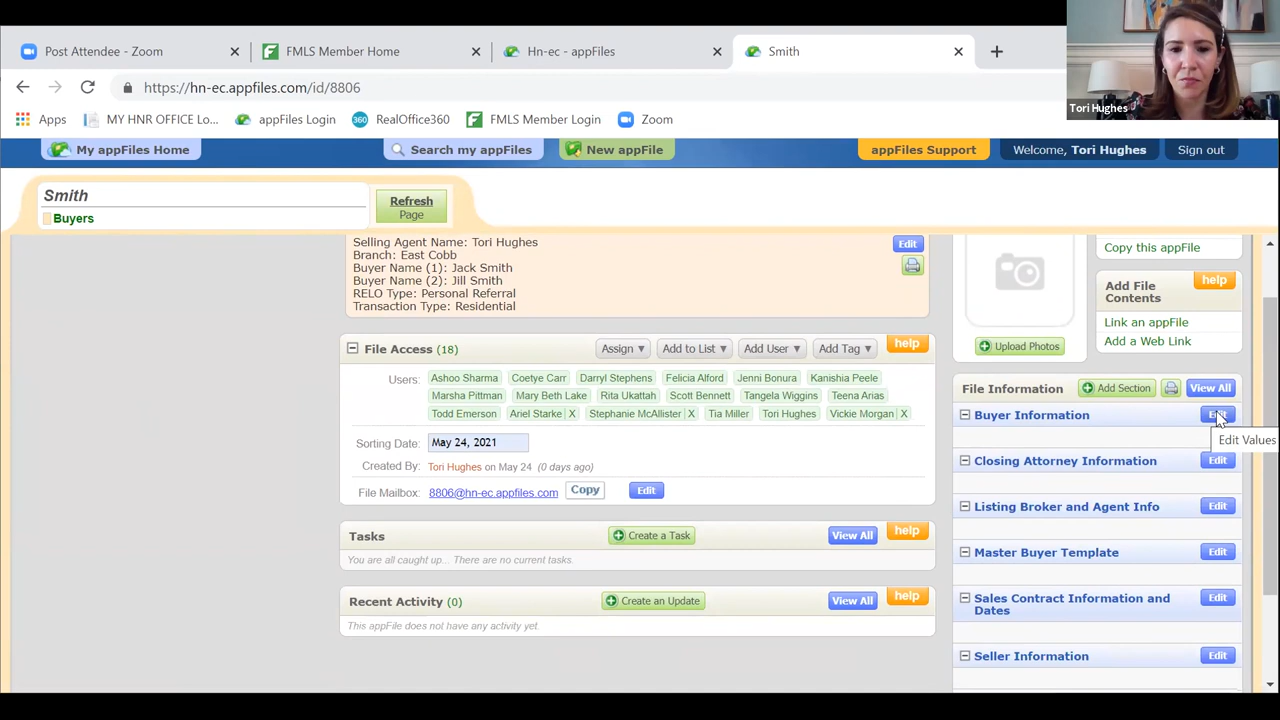 Post Attendee - Zoom
FMLS Member Home
Hn-ec - appFiles
Smith
https://hn-ec.appfiles.com/id/8806
Tori Hughes
Apps
MY HNR OFFICE Lo...
appFiles Login
360
RealOffice360
FMLS Member Login
Zoom
My appFiles Home
Search my appFiles
New appFile
appFiles Support
Welcome, Tori Hughes
Sign out
Smith
Buyers
Refresh
Page
Selling Agent Name: Tori Hughes
Branch: East Cobb
Buyer Name (1): Jack Smith
Buyer Name (2): Jill Smith
RELO Type: Personal Referral
Transaction Type: Residential
Edit
File Access (18)
Assign
Add to List
Add User
Add Tag
help
Users:
Ashoo Sharma
Coetye Carr
Darryl Stephens
Felicia Alford
Jenni Bonura
Kanishia Peele
Marsha Pittman
Mary Beth Lake
Rita Ukattah
Scott Bennett
Tangela Wiggins
Teena Arias
Todd Emerson
Ariel Starke X
Stephanie McAllister X
Tia Miller
Tori Hughes
Vickie Morgan X
Sorting Date: May 24, 2021
Created By: Tori Hughes on May 24 (0 days ago)
File Mailbox: 8806@hn-ec.appfiles.com Copy Edit
Tasks
Create a Task
View All
help
You are all caught up... There are no current tasks.
Recent Activity (0)
Create an Update
View All
help
This appFile does not have any activity yet.
Upload Photos
Copy this appFile
Add File
Contents
help
Link an appFile
Add a Web Link
File Information
Add Section
View All
Buyer Information
Edit
Edit Values
Closing Attorney Information
Edit
Listing Broker and Agent Info
Edit
Master Buyer Template
Edit
Sales Contract Information and
Dates
Edit
Seller Information
Edit